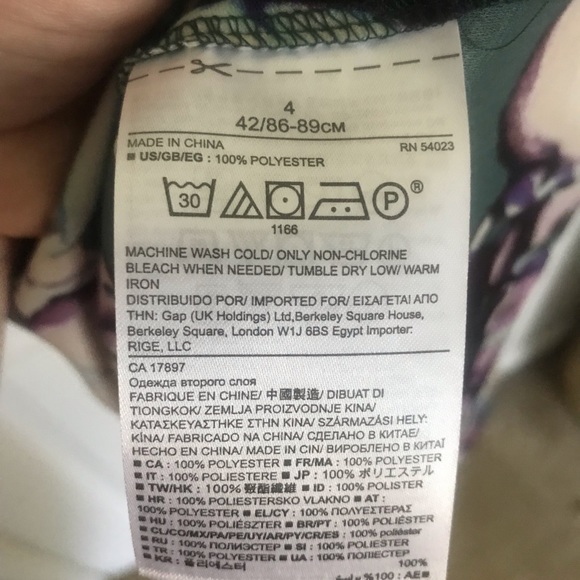 4
42/86-89CM
MADE IN CHINA RN 54023
■ US/GB/EG : 100% POLYESTER
30 P ®
1166
MACHINE WASH COLD/ ONLY NON-CHLORINE
BLEACH WHEN NEEDED/ TUMBLE DRY LOW/ WARM
IRON
DISTRIBUIDO POR/ IMPORTED FOR/ ΕΙΣΑΓΕΤΑΙ ΑΠΟ
ΤΗΝ: Gap (UK Holdings) Ltd,Berkeley Square House,
Berkeley Square, London W1J 6BS Egypt Importer:
RIGE, LLC
CA 17897
Одежда второго слоя
FABRIQUE EN CHINE/ 中國製造/ DIBUAT DI
TIONGKOK/ ZEMLJA PROIZVODNJE KINA/
ΚΑΤΑΣΚΕΥΑΣΤΗΚΕ ΣΤΗΝ ΚΙΝΑ/ SZÁRMAZÁSI HELY:
KÍNA/ FABRICADO NA CHINA/ СДЕЛАНО В КИТАЕ/
HECHO EN CHINA/ MADE IN CIN/ ВИРОБЛЕНО В КИТАЇ
■ CA : 100% POLYESTER ■ FR/MA : 100% POLYESTER
■ IT : 100% POLIESTERE ■ JP : 100% ポリエステル
■ TW/HK : 100% 聚酯纖維 ■ ID : 100% POLISTER
■ HR : 100% POLIESTERSKO VLAKNO ■ AT :
100% POLYESTER ■ EL/CY : 100% ΠΟΛΥΕΣΤΕΡΑΣ
■ HU : 100% POLIÉSZTER ■ BR/PT : 100% POLIÉSTER
■ CL/CO/MX/PA/PE/UY/AR/PY/CR/ES : 100% poliéster
■ RU : 100% ПОЛИЭСТЕР ■ SI : 100% POLIESTER
■ TR : 100% POLYESTER ■ UA : 100% ПОЛІЕСТЕР
■ KR : 폴리에스터 100%
%100 : AE ■